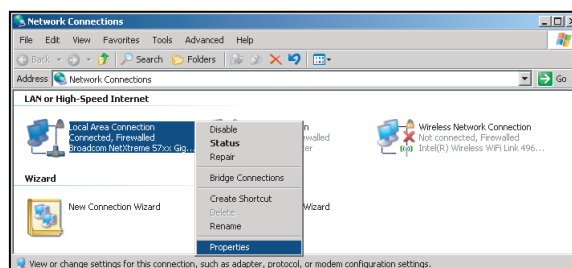 Network Connections
File Edit View Favorites Tools Advanced Help
Back Search Folders
Address Network Connections Go
LAN or High-Speed Internet
Local Area Connection
Connected, Firewalled
Broadcom NetXtreme 57xx Gig...
Disable
Status
Repair
Bridge Connections
Create Shortcut
Delete
Rename
Properties
Wireless Network Connection
Not connected, Firewalled
Intel(R) Wireless WiFi Link 496...
Wizard
New Connection Wizard
Wizard
View or change settings for this connection, such as adapter, protocol, or modem configuration settings.